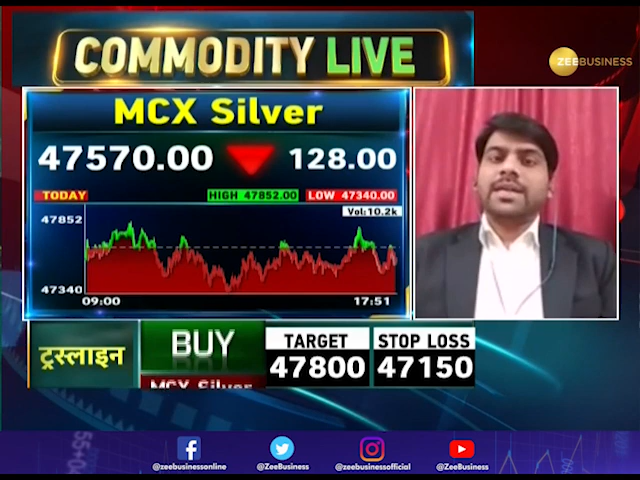 COMMODITY LIVE
ZEEBUSINESS
MCX Silver
47570.00 128.00
TODAY HIGH 47852.00 LOW 47340.00
Vol:10.2k
47852
47340
09:00 17:51
ट्रस्लाइन
BUY
MCX Silver
TARGET
47800
STOP LOSS
47150
@zeebusinessonline
@ZeeBusiness
@zeebusinessofficial
@ZeeBusiness